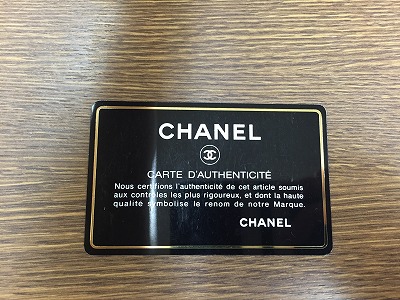 CHANEL
CARTE D'AUTHENTICITÉ
Nous certifions l'authenticité de cet article soumis
aux contrôles les plus rigoureux, et dont la haute
qualité symbolise le renom de notre Marque.
CHANEL